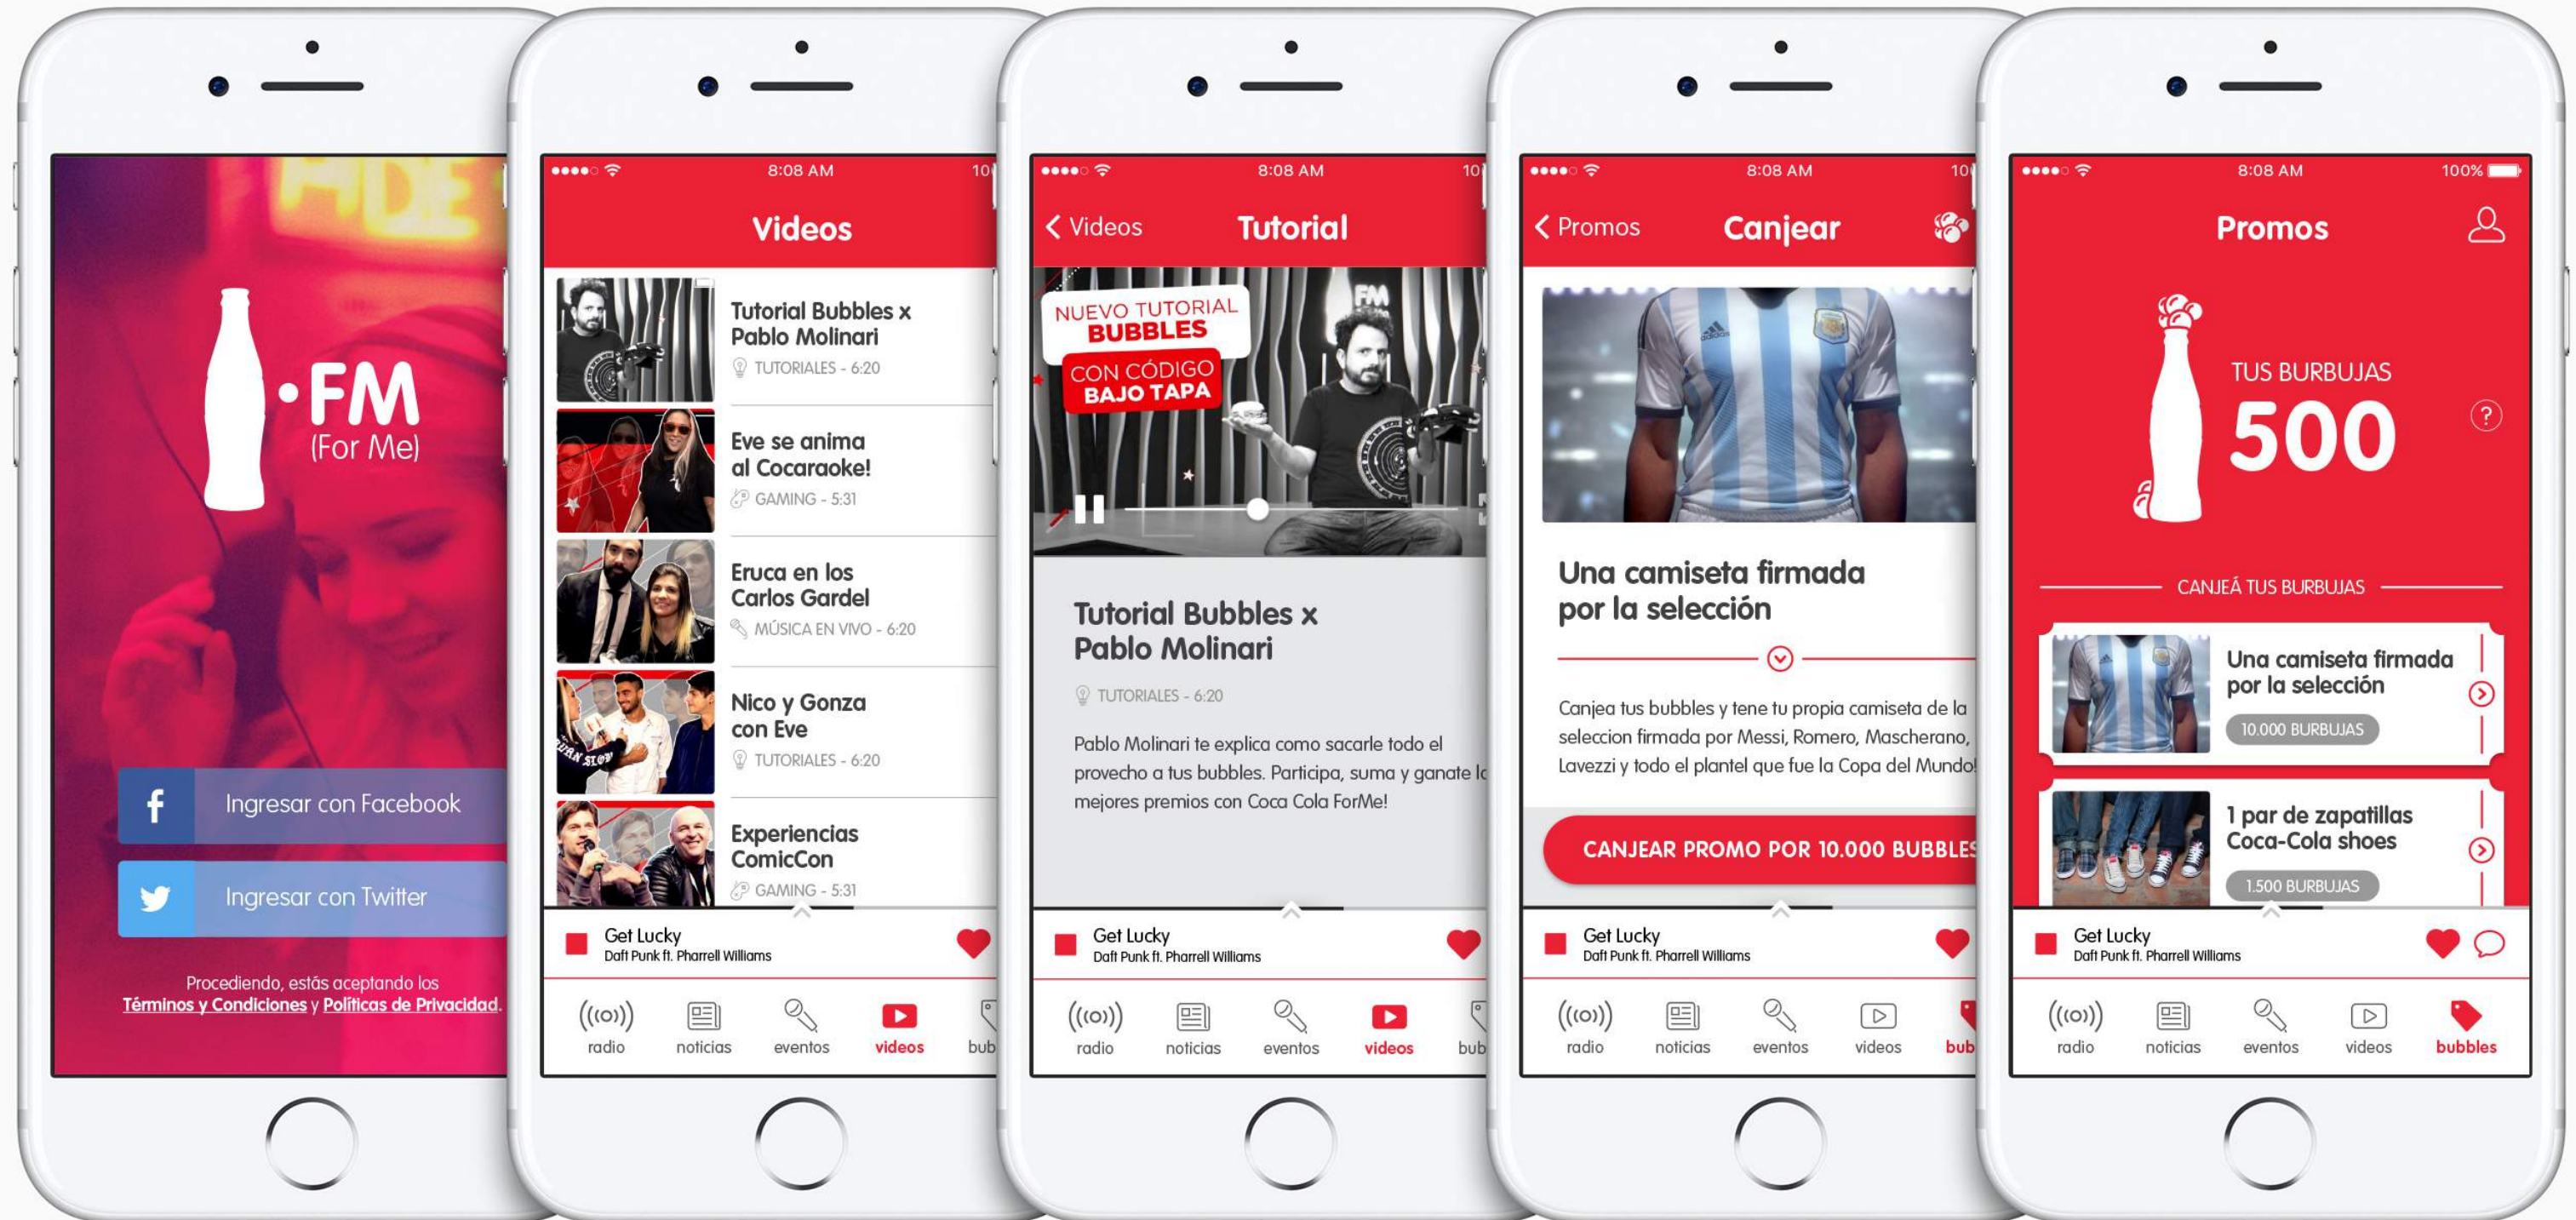 ADE
•FM
(For Me)
Ingresar con Facebook
Ingresar con Twitter
Procediendo, estás aceptando los
Términos y Condiciones y Políticas de Privacidad.
8:08 AM
10
Videos
Tutorial Bubbles x
Pablo Molinari
TUTORIALES - 6:20
Eve se anima
al Cocaraoke!
GAMING - 5:31
Eruca en los
Carlos Gardel
MÚSICA EN VIVO - 6:20
Nico y Gonza
con Eve
TUTORIALES - 6:20
Experiencias
ComicCon
GAMING - 5:31
Get Lucky
Daft Punk ft. Pharrell Williams
radio
noticias
eventos
videos
bub
8:08 AM
10
Videos
Tutorial
NUEVO TUTORIAL
BUBBLES
CON CÓDIGO
BAJO TAPA
FM
Tutorial Bubbles x
Pablo Molinari
TUTORIALES - 6:20
Pablo Molinari te explica como sacarle todo el
provecho a tus bubbles. Participa, suma y ganate lo
mejores premios con Coca Cola ForMe!
Get Lucky
Daft Punk ft. Pharrell Williams
radio
noticias
eventos
videos
bub
8:08 AM
10
Promos
Canjear
adidas
Una camiseta firmada
por la selección
Canjea tus bubbles y tene tu propia camiseta de la
seleccion firmada por Messi, Romero, Mascherano,
Lavezzi y todo el plantel que fue la Copa del Mundo!
CANJEAR PROMO POR 10.000 BUBBLES
Get Lucky
Daft Punk ft. Pharrell Williams
radio
noticias
eventos
videos
bub
8:08 AM
100%
Promos
TUS BURBUJAS
500
?
CANJEÁ TUS BURBUJAS
Una camiseta firmada
por la selección
10.000 BURBUJAS
1 par de zapatillas
Coca-Cola shoes
1.500 BURBUJAS
Get Lucky
Daft Punk ft. Pharrell Williams
radio
noticias
eventos
videos
bubbles